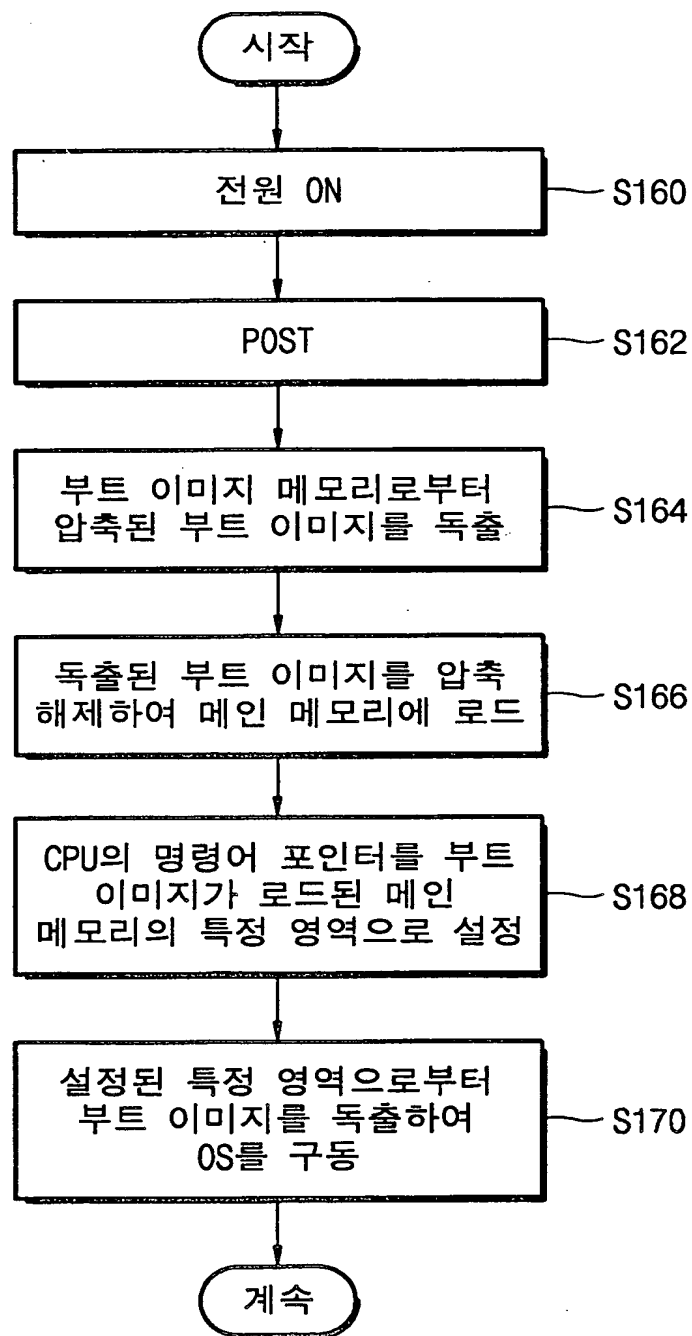 시작
전원 ON
S160
POST
S162
부트 이미지 메모리로부터
압축된 부트 이미지를 독출
S164
독출된 부트 이미지를 압축
해제하여 메인 메모리에 로드
S166
CPU의 명령어 포인터를 부트
이미지가 로드된 메인
메모리의 특정 영역으로 설정
S168
설정된 특정 영역으로부터
부트 이미지를 독출하여
OS를 구동
S170
계속